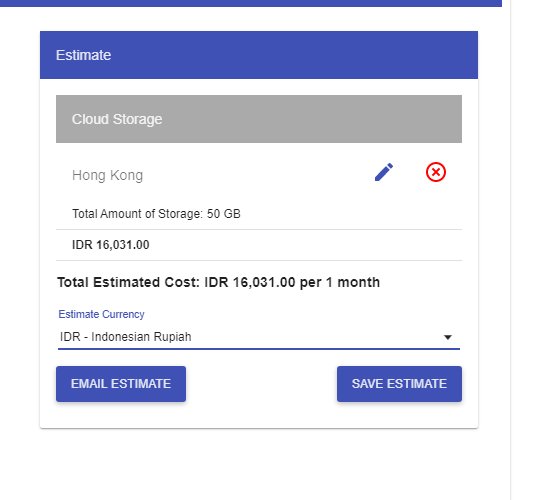 Estimate
Cloud Storage
Hong Kong
Total Amount of Storage: 50 GB
IDR 16,031.00
Total Estimated Cost: IDR 16,031.00 per 1 month
Estimate Currency
IDR - Indonesian Rupiah
EMAIL ESTIMATE SAVE ESTIMATE